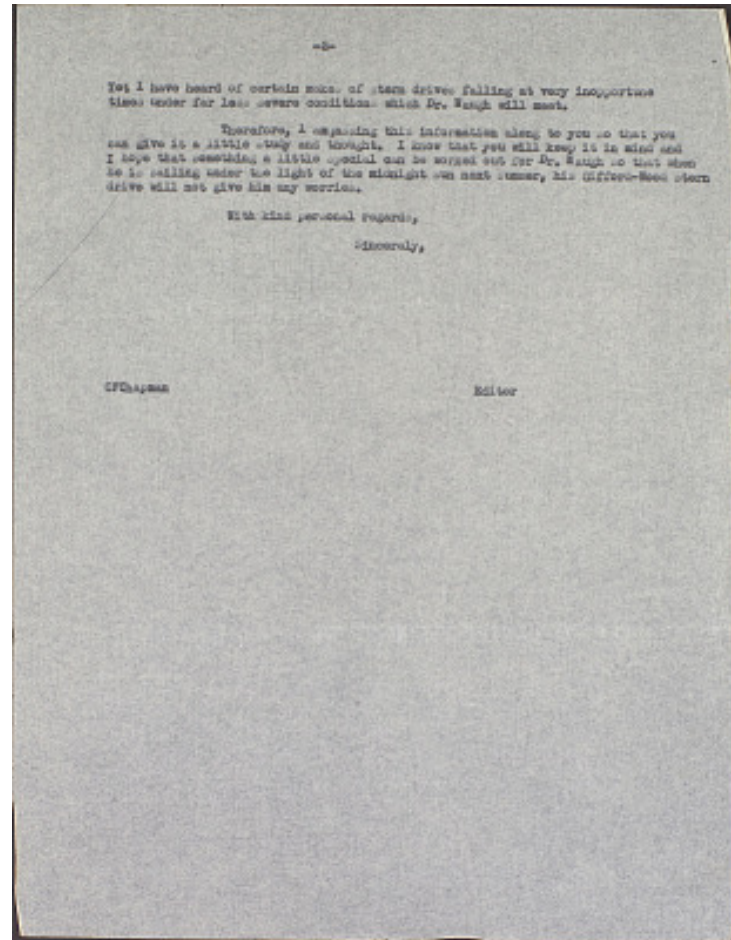 Yet I have heard of certain makes of stern drives failing at very inopportune
times under far less severe conditions which Dr. Waugh will meet.
Therefore, I am passing this information along to you so that you
can give it a little study and thought. I know that you will keep it in mind and
I hope that something a little special can be worked out for Dr. Waugh so that when
he is sailing under the light of the midnight sun next summer, his Gifford-Wood stern
drive will not give him any worries.
With kind personal regards,
Sincerely,
CFChapman Editor